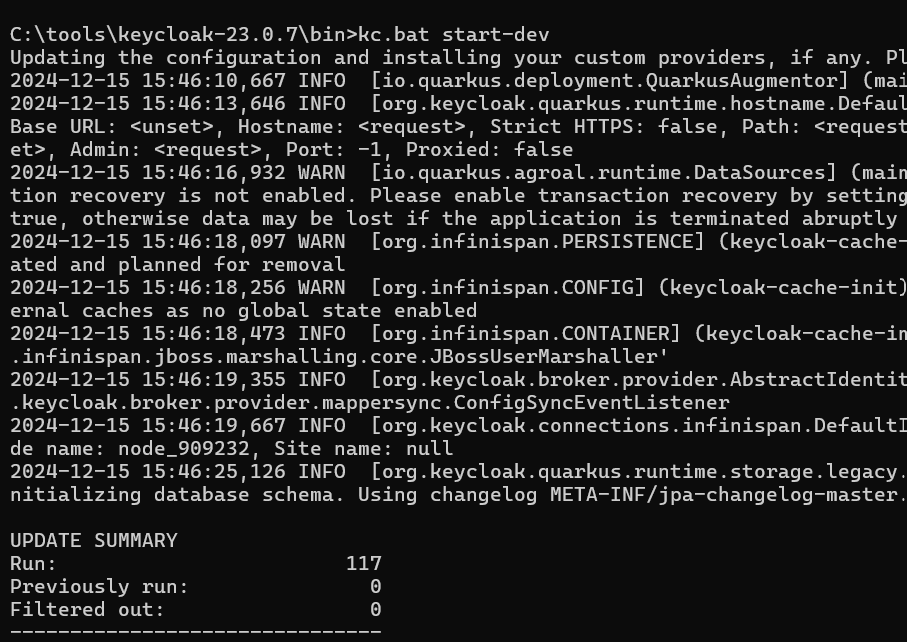 C:\tools\keycloak-23.0.7\bin>kc.bat start-dev
Updating the configuration and installing your custom providers, if any. Pl
2024-12-15 15:46:10,667 INFO  [io.quarkus.deployment.QuarkusAugmentor] (mai
2024-12-15 15:46:13,646 INFO  [org.keycloak.quarkus.runtime.hostname.Defaul
Base URL: <unset>, Hostname: <request>, Strict HTTPS: false, Path: <request
et>, Admin: <request>, Port: -1, Proxied: false
2024-12-15 15:46:16,932 WARN  [io.quarkus.agroal.runtime.DataSources] (main
tion recovery is not enabled. Please enable transaction recovery by setting
true, otherwise data may be lost if the application is terminated abruptly
2024-12-15 15:46:18,097 WARN  [org.infinispan.PERSISTENCE] (keycloak-cache-
ated and planned for removal
2024-12-15 15:46:18,256 WARN  [org.infinispan.CONFIG] (keycloak-cache-init)
ernal caches as no global state enabled
2024-12-15 15:46:18,473 INFO  [org.infinispan.CONTAINER] (keycloak-cache-in
.infinispan.jboss.marshalling.core.JBossUserMarshaller'
2024-12-15 15:46:19,355 INFO  [org.keycloak.broker.provider.AbstractIdentit
.keycloak.broker.provider.mappersync.ConfigSyncEventListener
2024-12-15 15:46:19,667 INFO  [org.keycloak.connections.infinispan.DefaultI
de name: node_909232, Site name: null
2024-12-15 15:46:25,126 INFO  [org.keycloak.quarkus.runtime.storage.legacy.
nitializing database schema. Using changelog META-INF/jpa-changelog-master.
UPDATE SUMMARY
Run:                        117
Previously run:               0
Filtered out:                 0
-------------------------------